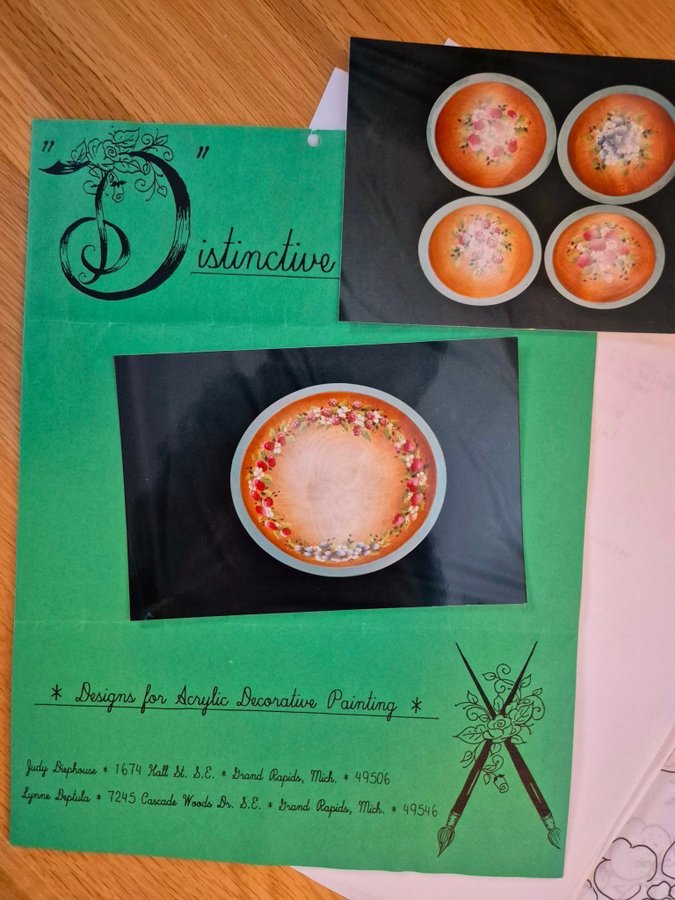 "D"istinctive
* Designs for Acrylic Decorative Painting *
Judy Diephouse * 1674 Hall St. S.E. * Grand Rapids, Mich. * 49506
Lynne Deptula * 7245 Cascade Woods Dr. S.E. * Grand Rapids, Mich. * 49546